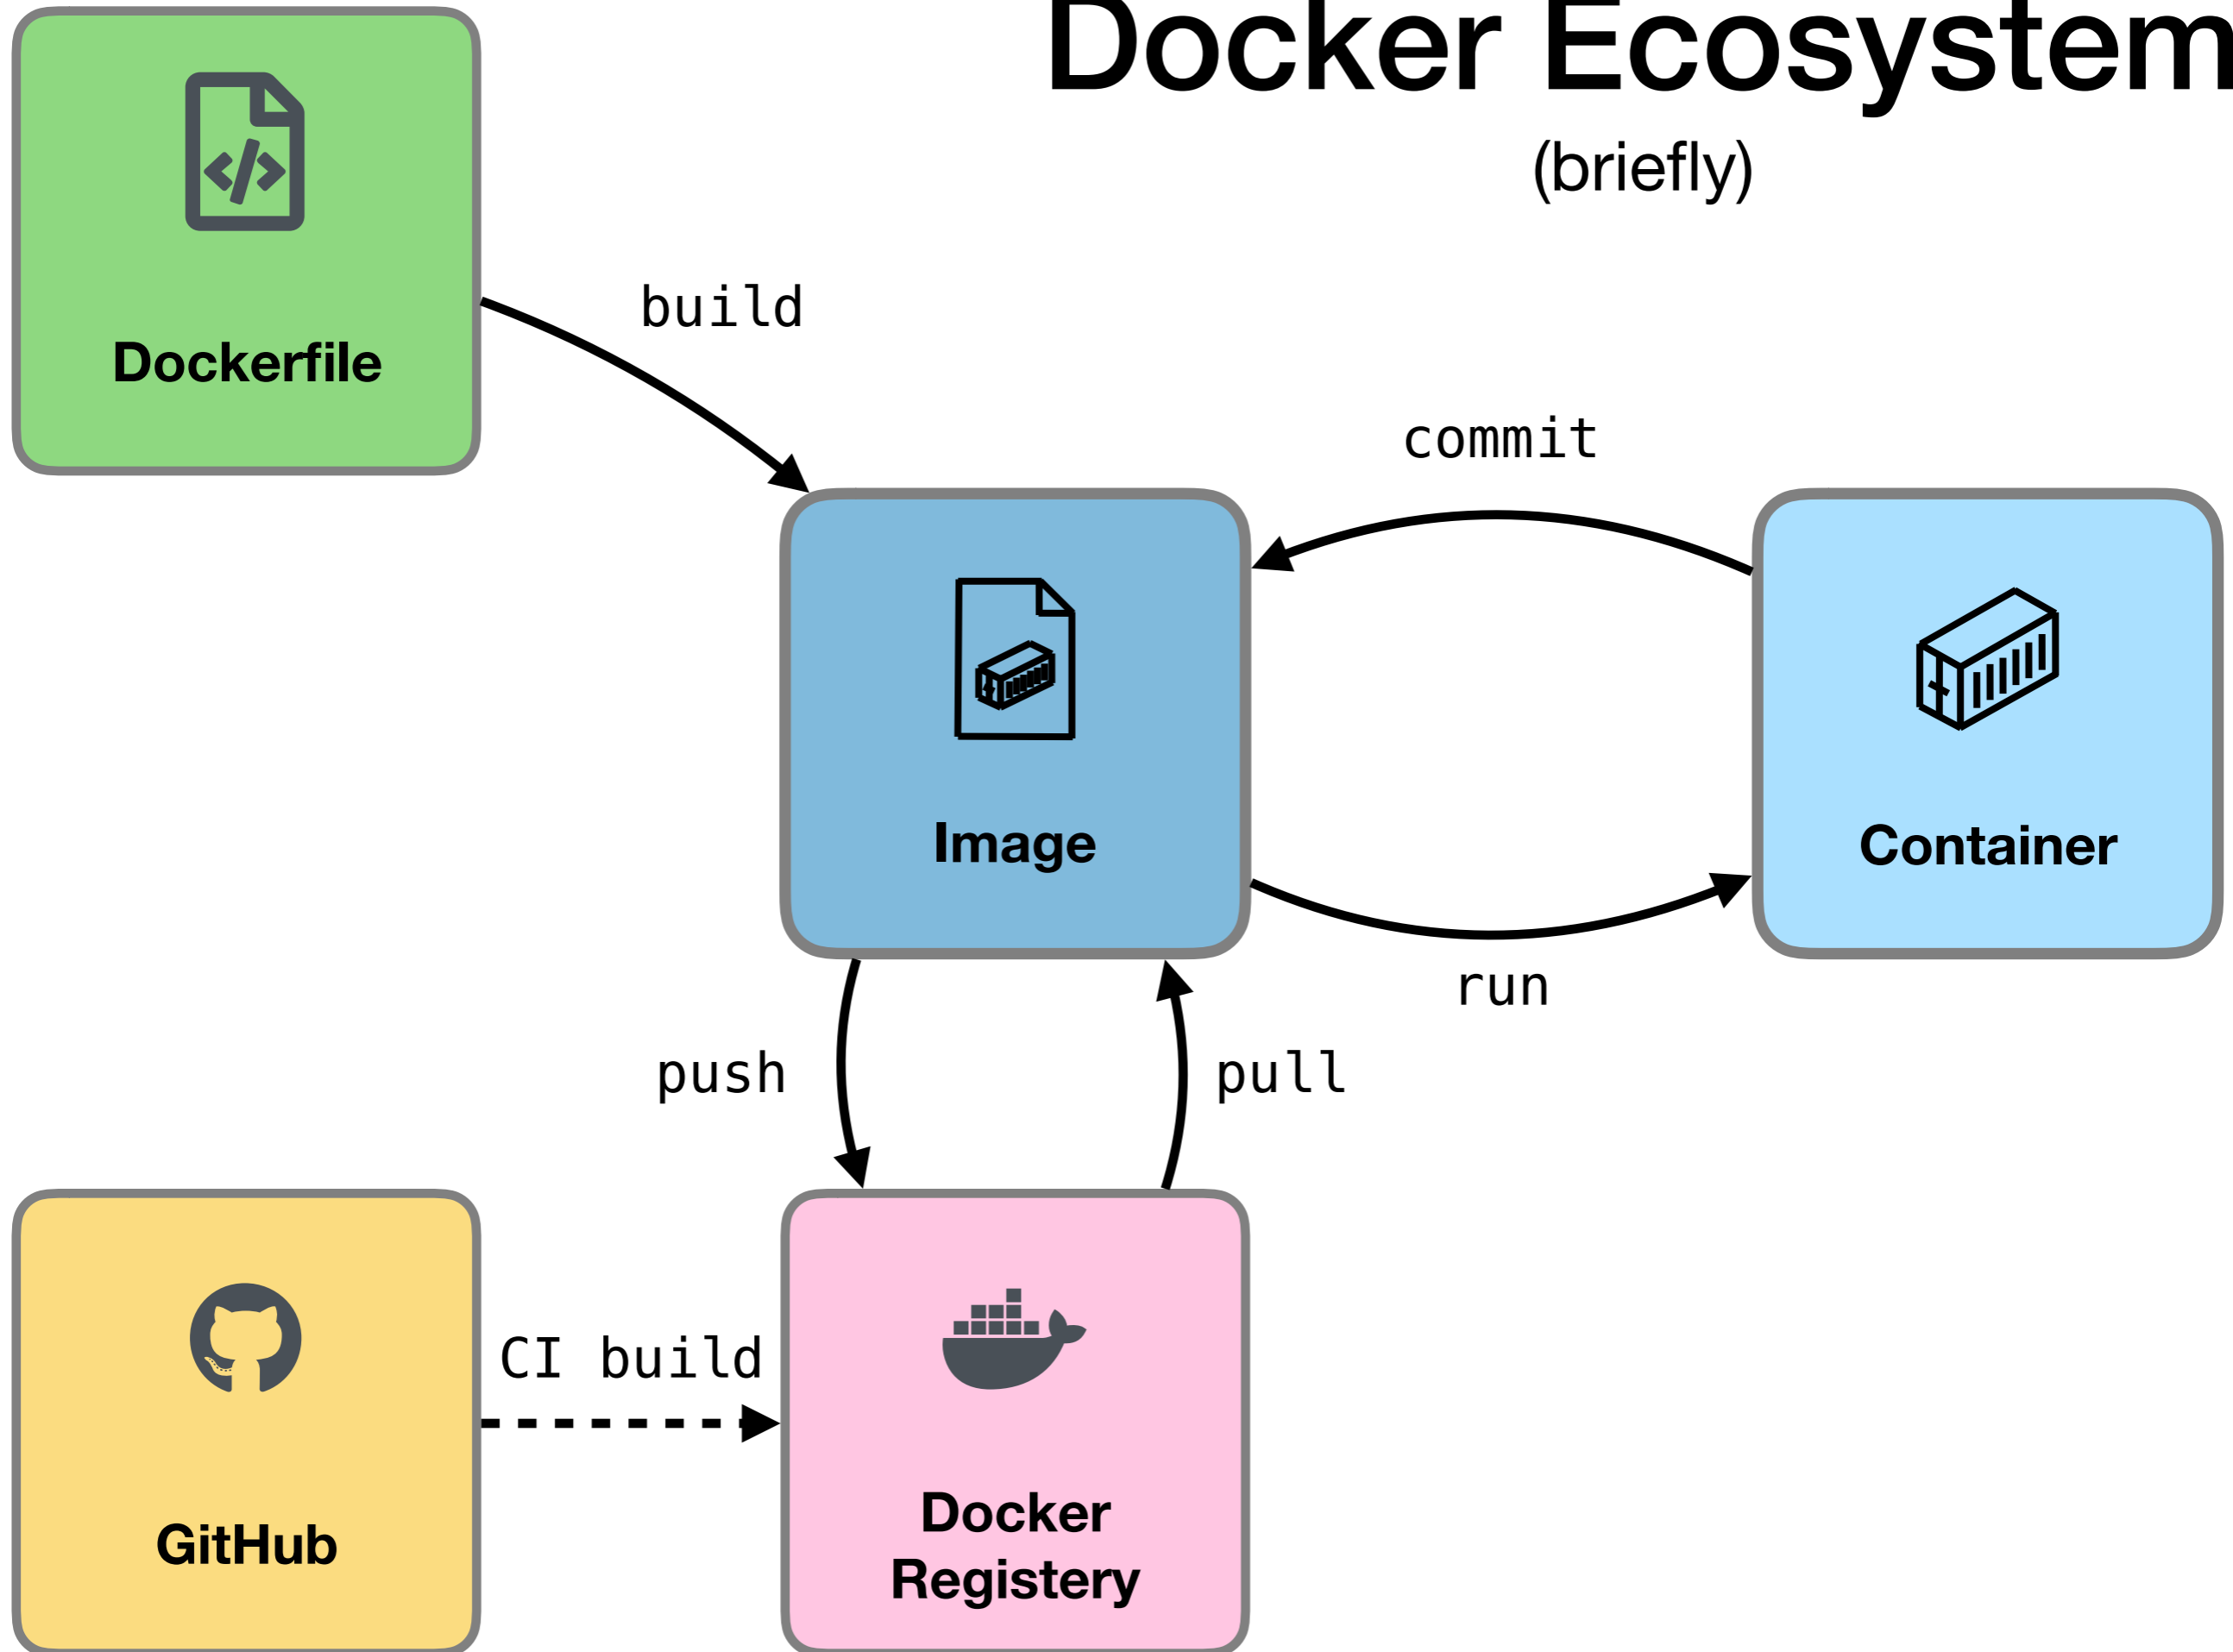 Docker Ecosystem
(briefly)
Dockerfile
build
commit
Image
Container
run
push
pull
CI build
GitHub
Docker
Registery